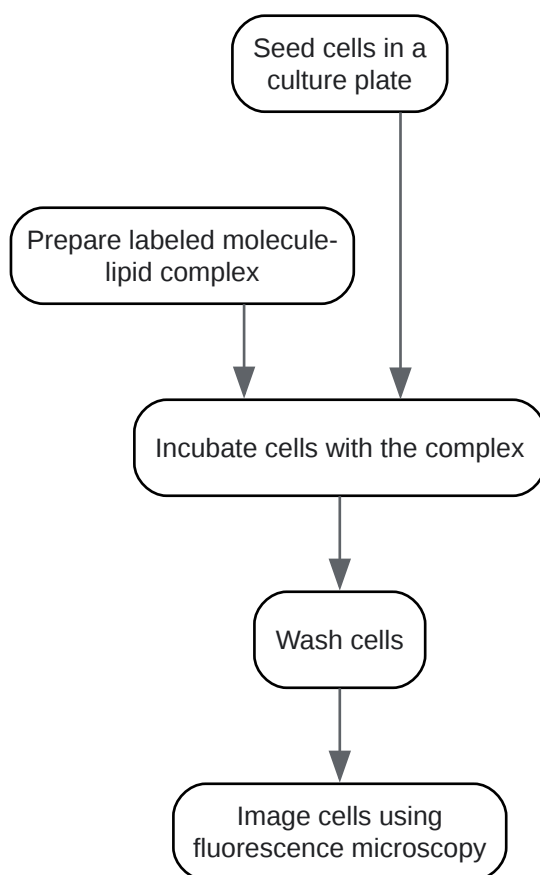 Seed cells in a
culture plate
Prepare labeled molecule-
lipid complex
Incubate cells with the complex
Wash cells
Image cells using
fluorescence microscopy